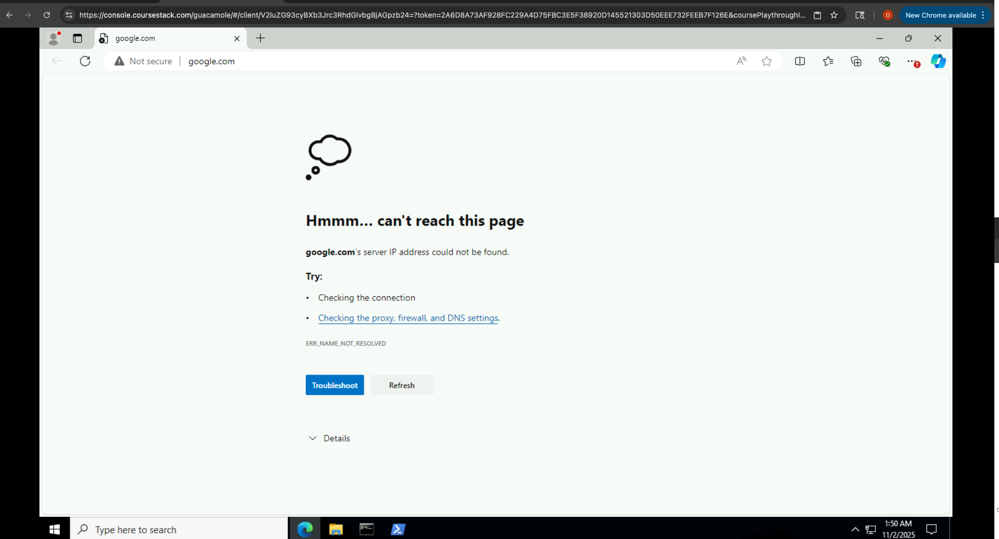 https://console.coursestack.com/guacamole/#/client/V2luZG93cyBXb3Jrc3RhdGlvbgBjAGpzb24=?token=2A6D8A73AF928FC229A4D75FBC3E5F38920D145521303D50EEE732FEEB7F126E&coursePlaythroughI...
O
New Chrome available
google.com
Not secure
google.com
Hmmm... can't reach this page
google.com's server IP address could not be found.
Try:
• Checking the connection
• Checking the proxy, firewall, and DNS settings.
ERR_NAME_NOT_RESOLVED
Troubleshoot
Refresh
Details
Type here to search
1:50 AM
11/2/2025